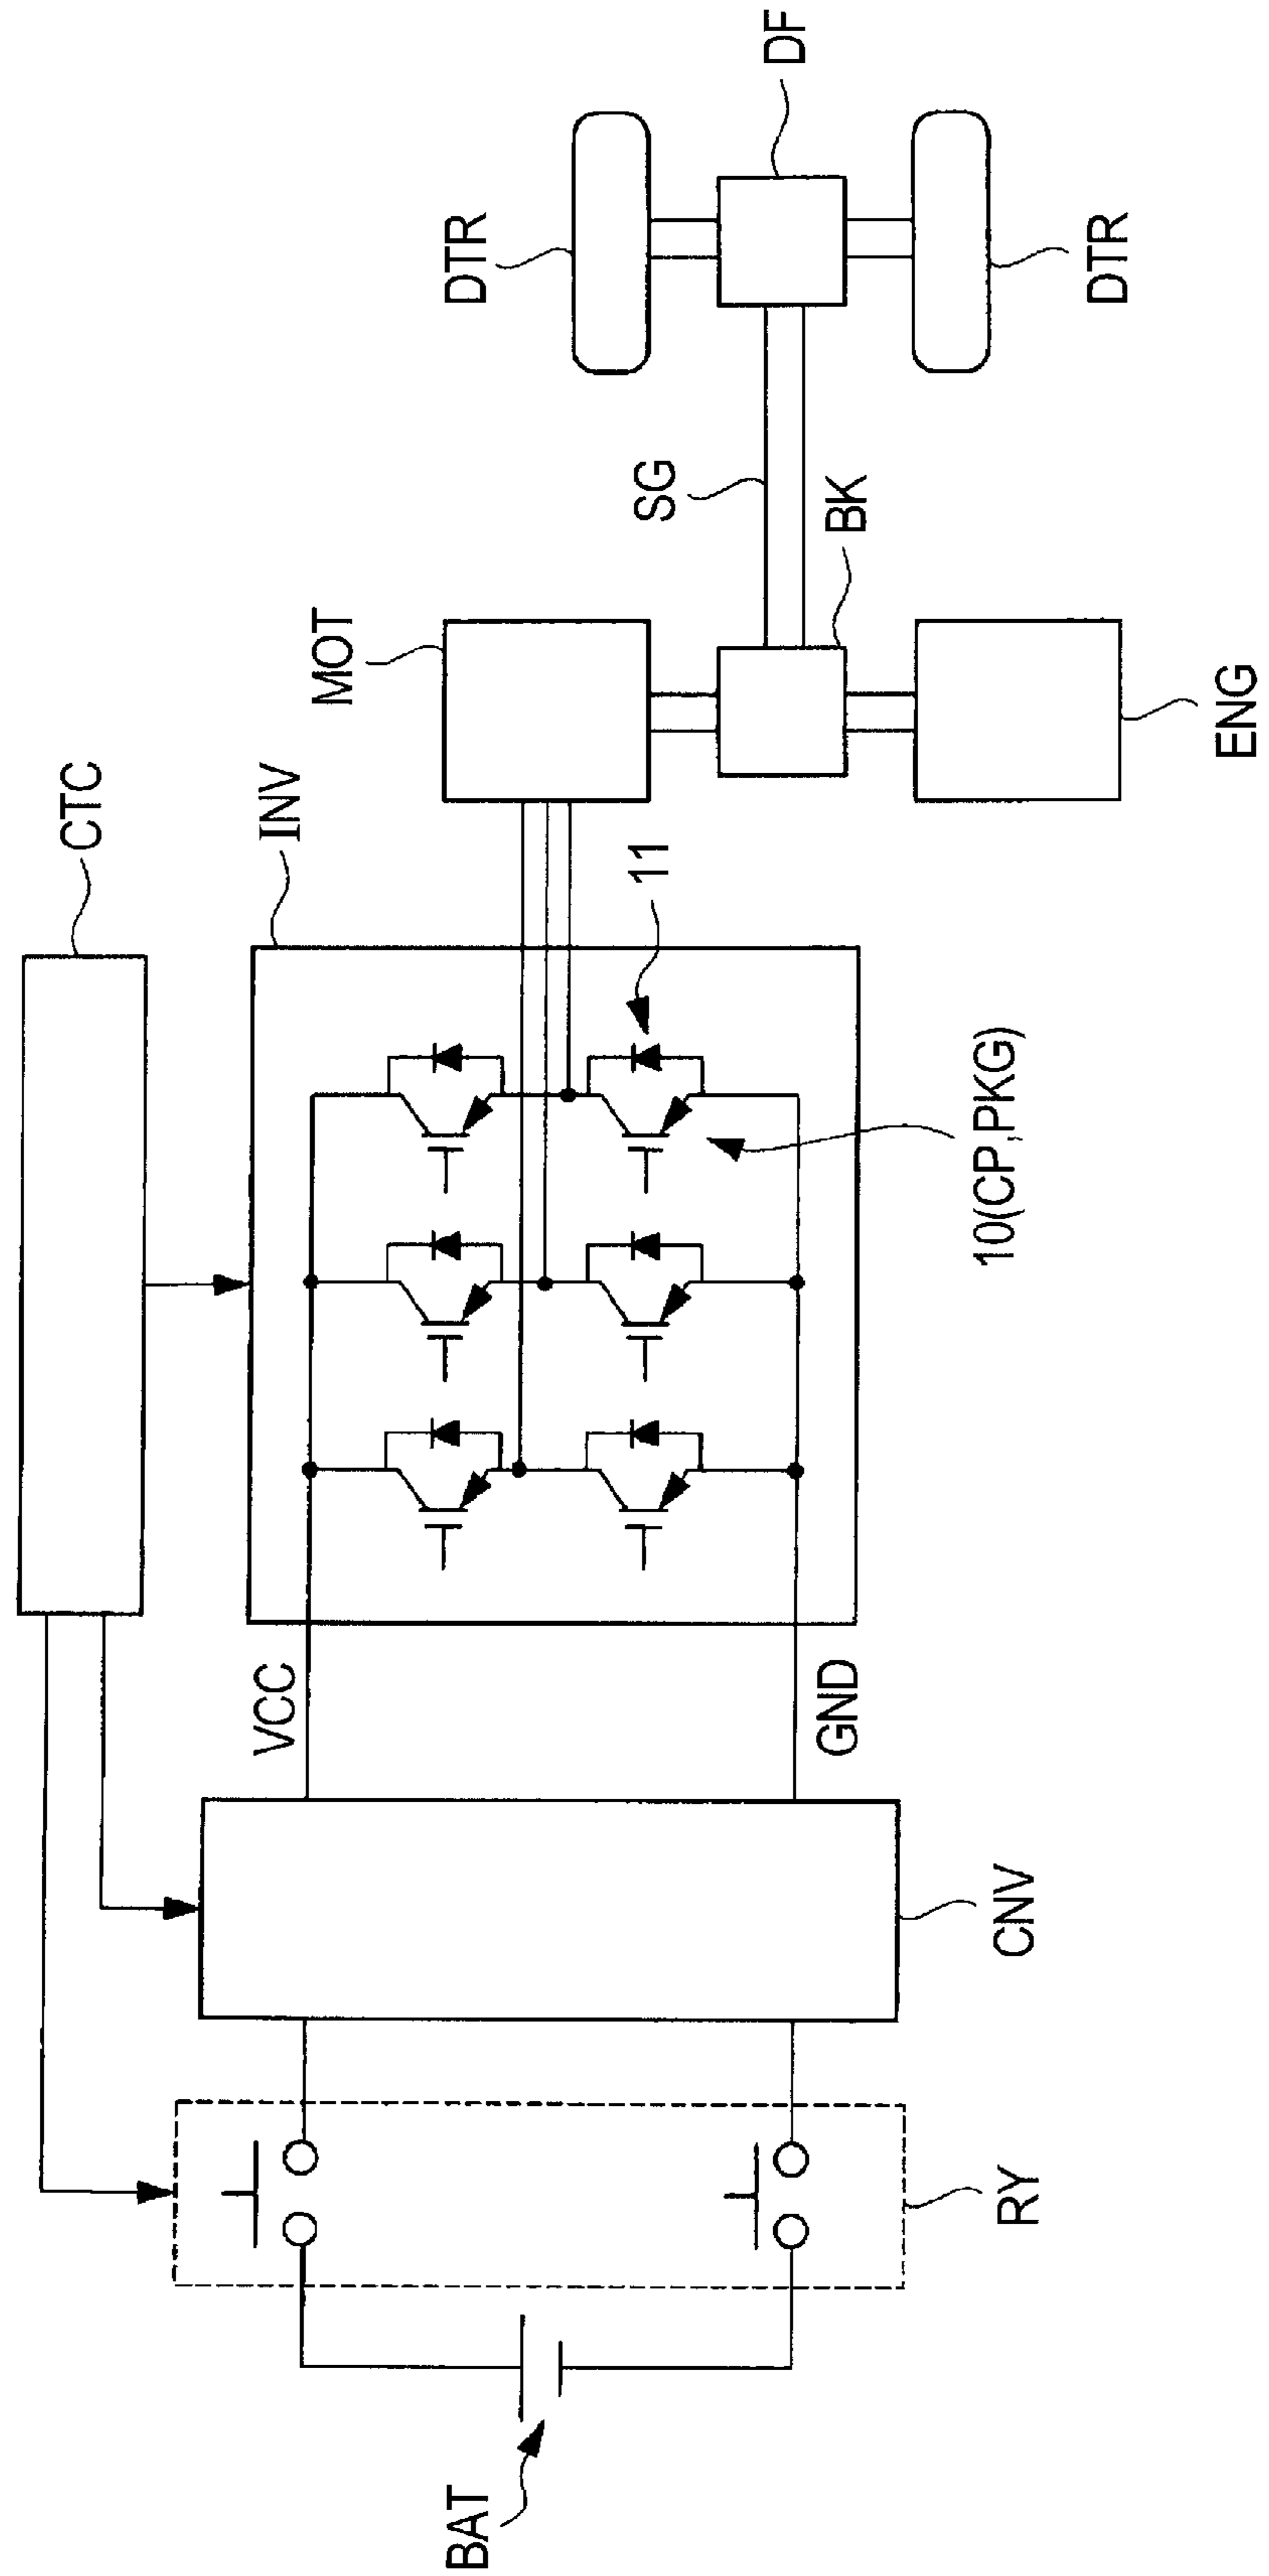 CTC
INV
MOT
DTR
DF
SG
BK
DTR
ENG
11
10(CP,PKG)
VCC
GND
CNV
RY
BAT